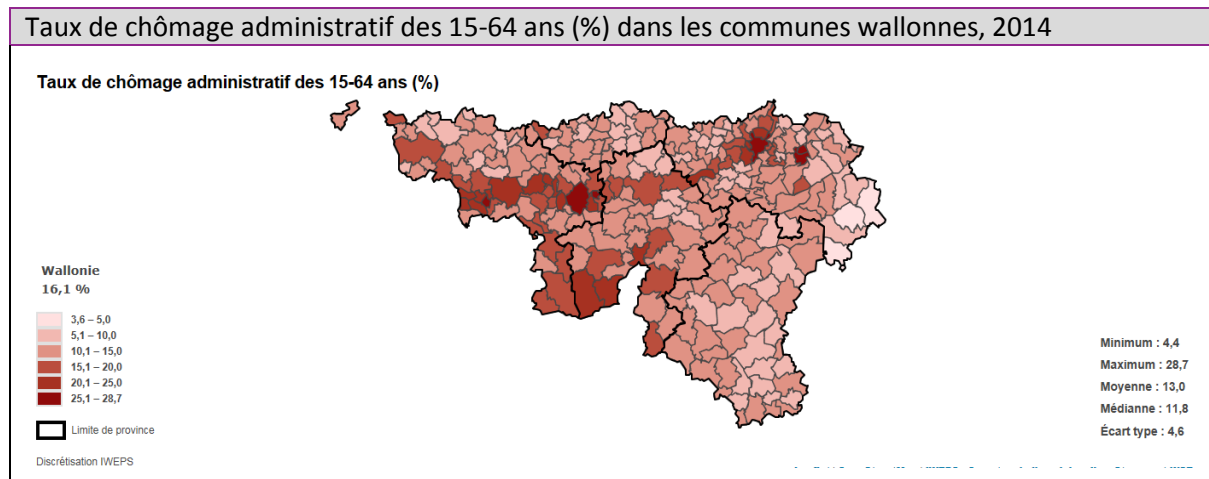 Taux de chômage administratif des 15-64 ans (%) dans les communes wallonnes, 2014
Taux de chômage administratif des 15-64 ans (%)
Wallonie
16,1 %
3,6 – 5,0
5,1 – 10,0
10,1 – 15,0
15,1 – 20,0
20,1 – 25,0
25,1 – 28,7
Limite de province
Discrétisation IWEPS
Minimum : 4,4
Maximum : 28,7
Moyenne : 13,0
Médianne : 11,8
Écart type : 4,6